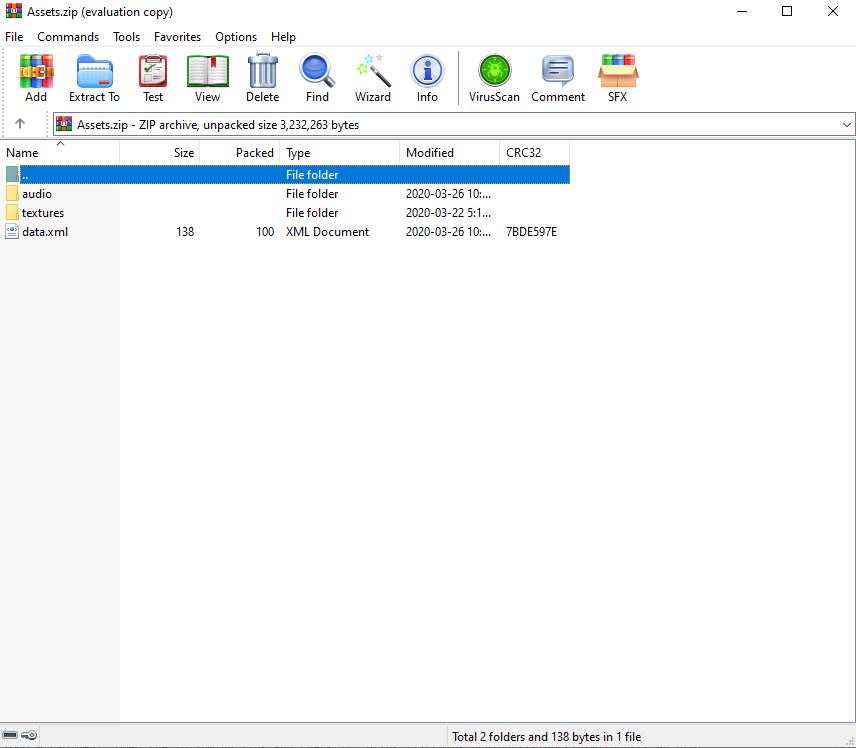 Assets.zip (evaluation copy)
File Commands Tools Favorites Options Help
Add Extract To Test View Delete Find Wizard Info VirusScan Comment SFX
Assets.zip - ZIP archive, unpacked size 3,232,263 bytes
Name Size Packed Type Modified CRC32
.. File folder
audio File folder 2020-03-26 10:...
textures File folder 2020-03-22 5:1...
data.xml 138 100 XML Document 2020-03-26 10:... 7BDE597E
Total 2 folders and 138 bytes in 1 file